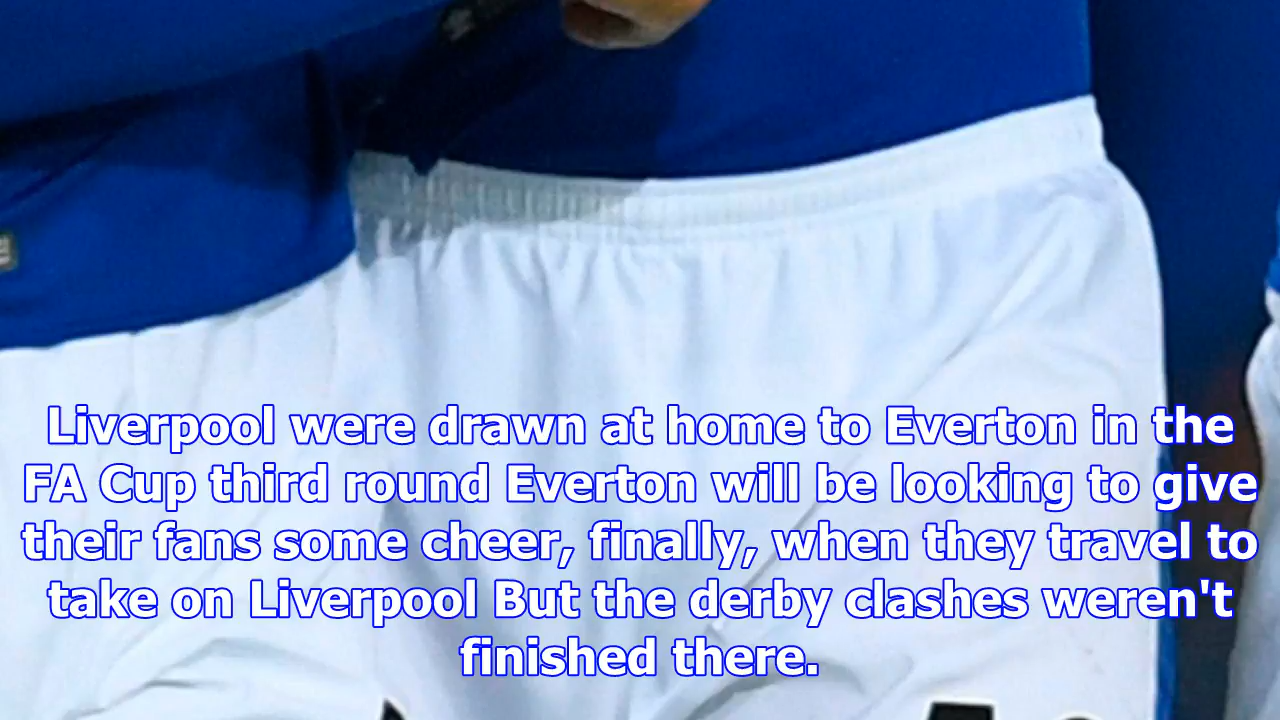 Liverpool were drawn at home to Everton in the
FA Cup third round Everton will be looking to give
their fans some cheer, finally, when they travel to
take on Liverpool But the derby clashes weren't
finished there.